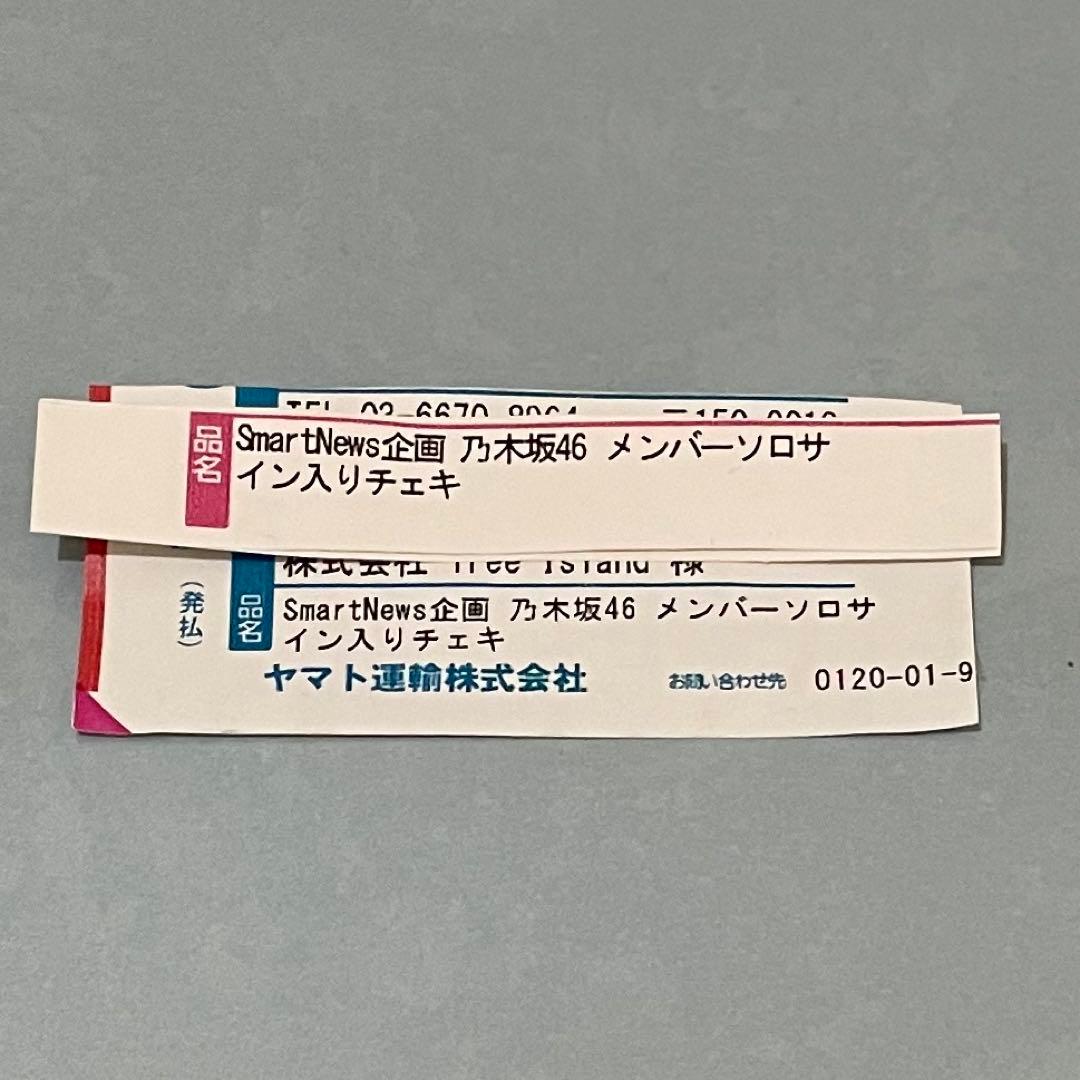 品名
SmartNews企画 乃木坂46 メンバーソロサ
イン入りチェキ
株式会社 Tree Island 様
(発払)
品名
SmartNews企画 乃木坂46 メンバーソロサ
イン入りチェキ
ヤマト運輸株式会社
お問い合わせ先 0120-01-9